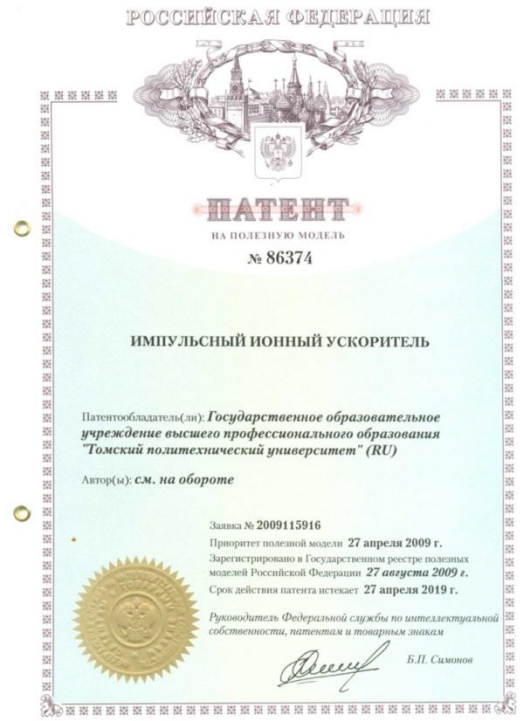 РОССИЙСКАЯ ФЕДЕРАЦИЯ
ПАТЕНТ
НА ПОЛЕЗНУЮ МОДЕЛЬ
№ 86374
ИМПУЛЬСНЫЙ ИОННЫЙ УСКОРИТЕЛЬ
Патентообладатель(ли): Государственное образовательное
учреждение высшего профессионального образования
"Томский политехнический университет" (RU)
Автор(ы): см. на обороте
Заявка № 2009115916
Приоритет полезной модели 27 апреля 2009 г.
Зарегистрировано в Государственном реестре полезных
моделей Российской Федерации 27 августа 2009 г.
Срок действия патента истекает 27 апреля 2019 г.
Руководитель Федеральной службы по интеллектуальной
собственности, патентам и товарным знакам
Б.П. Симонов